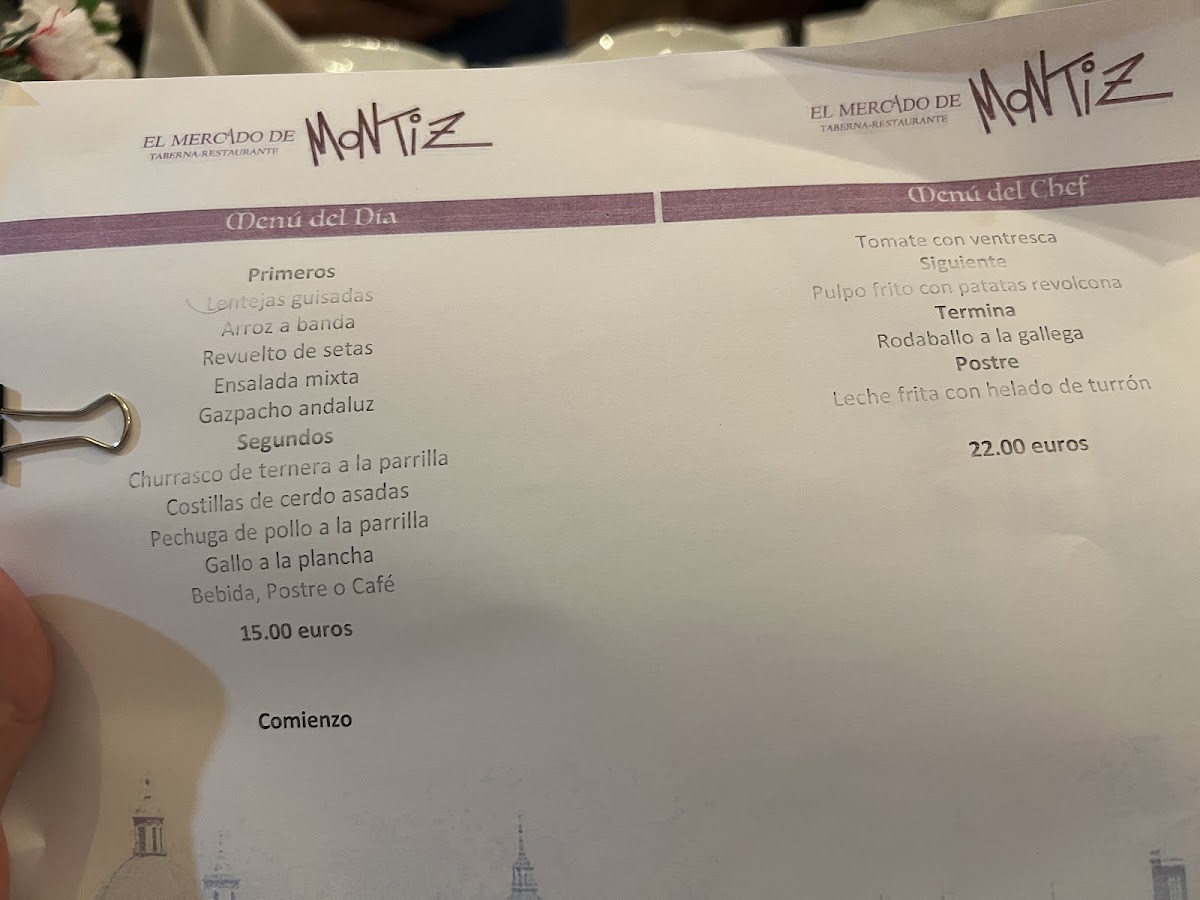 EL MERCADO DE MONTIZ
TABERNA-RESTAURANTE
Menú del Día
Primeros
Lentejas guisadas
Arroz a banda
Revuelto de setas
Ensalada mixta
Gazpacho andaluz
Segundos
Churrasco de ternera a la parrilla
Costillas de cerdo asadas
Pechuga de pollo a la parrilla
Gallo a la plancha
Bebida, Postre o Café
15.00 euros
Comienzo
EL MERCADO DE MONTIZ
TABERNA-RESTAURANTE
Menú del Chef
Tomate con ventresca
Siguiente
Pulpo frito con patatas revolcona
Termina
Rodaballo a la gallega
Postre
Leche frita con helado de turrón
22.00 euros